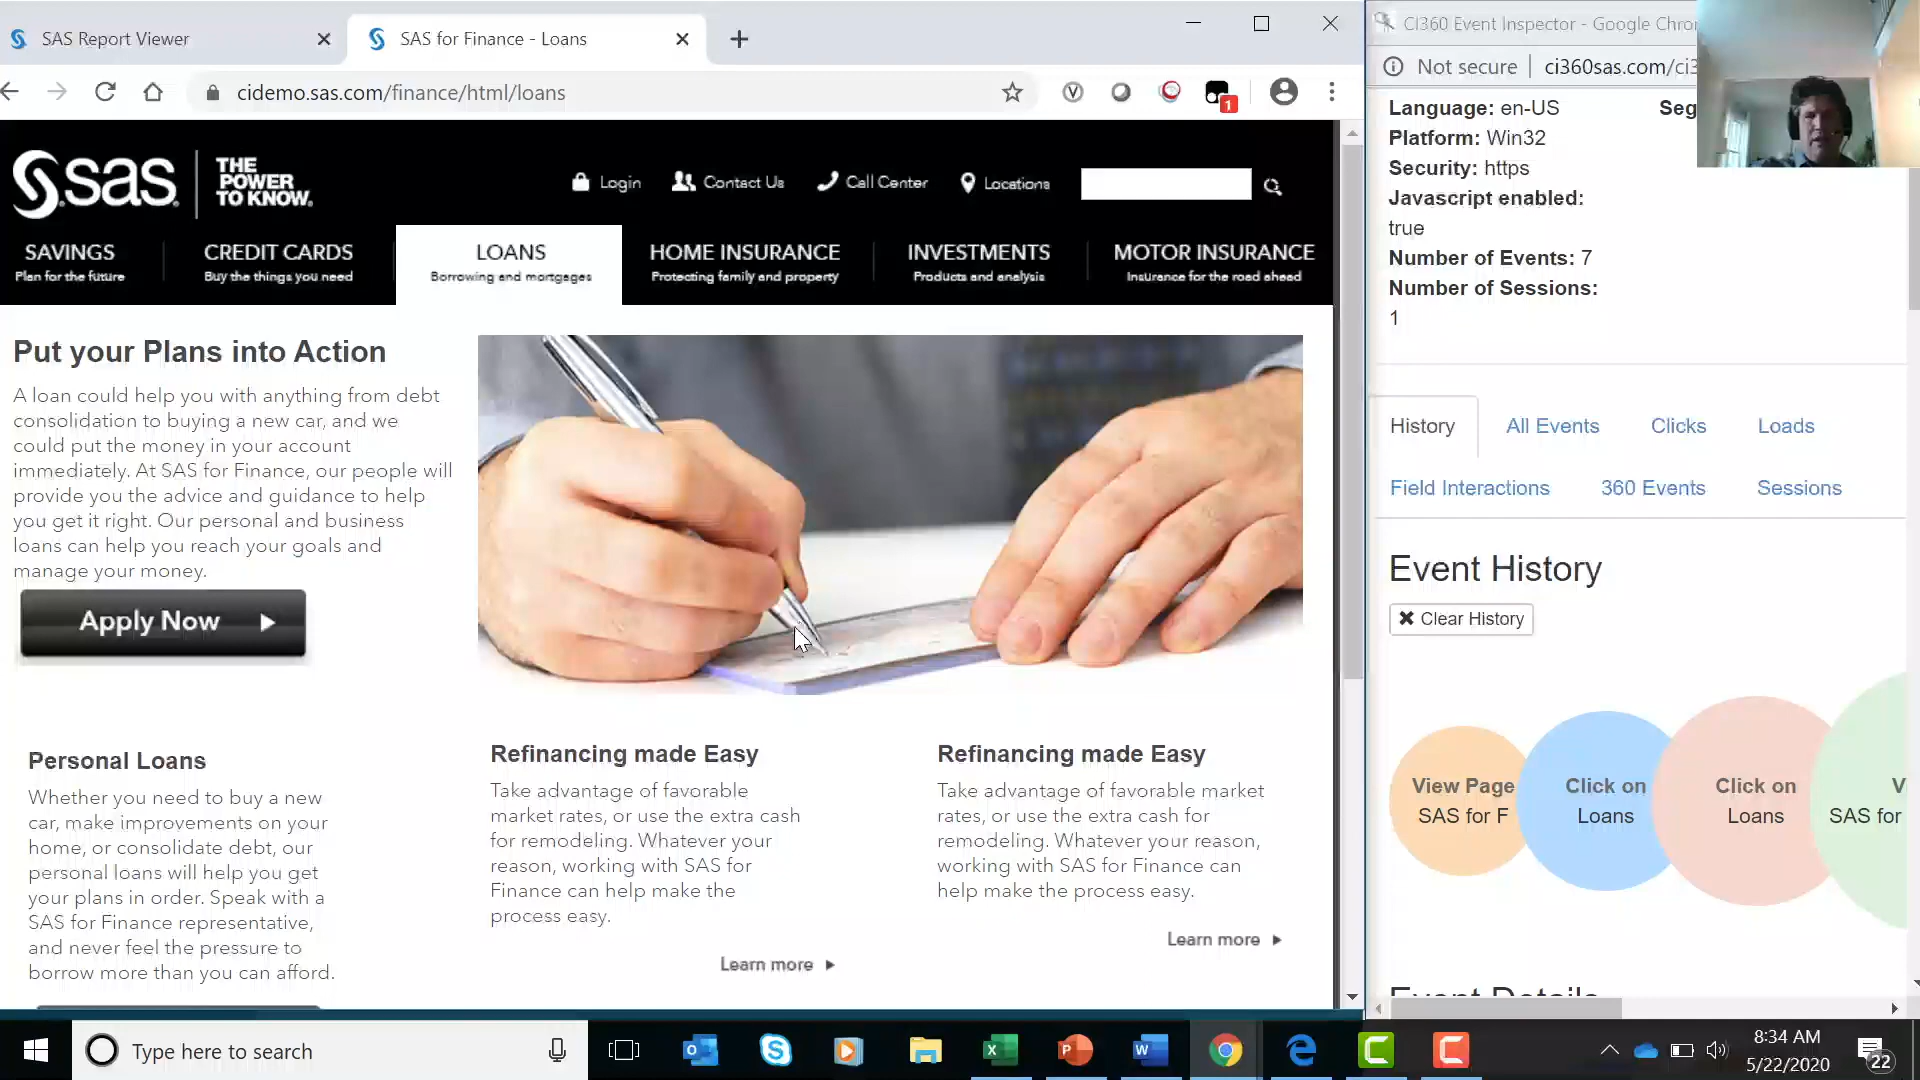 SAS Report Viewer
SAS for Finance - Loans
cidemo.sas.com/finance/html/loans
1
sas
THE
POWER
TO KNOW.
Login
Contact Us
Call Center
Locations
SAVINGS
Plan for the future
CREDIT CARDS
Buy the things you need
LOANS
Borrowing and mortgages
HOME INSURANCE
Protecting family and property
INVESTMENTS
Products and analysis
MOTOR INSURANCE
Insurance for the road ahead
Put your Plans into Action
A loan could help you with anything from debt
consolidation to buying a new car, and we
could put the money in your account
immediately. At SAS for Finance, our people will
provide you the advice and guidance to help
you get it right. Our personal and business
loans can help you reach your goals and
manage your money.
Apply Now
Personal Loans
Whether you need to buy a new
car, make improvements on your
home, or consolidate debt, our
personal loans will help you get
your plans in order. Speak with a
SAS for Finance representative,
and never feel the pressure to
borrow more than you can afford.
Refinancing made Easy
Take advantage of favorable
market rates, or use the extra cash
for remodeling. Whatever your
reason, working with SAS for
Finance can help make the
process easy.
Learn more
Refinancing made Easy
Take advantage of favorable market
rates, or use the extra cash for
remodeling. Whatever your reason,
working with SAS for Finance can
help make the process easy.
Learn more
CI360 Event Inspector - Google Chro
Not secure
ci360sas.com/ci3
Language: en-US
Seg
Platform: Win32
Security: https
Javascript enabled:
true
Number of Events: 7
Number of Sessions:
1
History
All Events
Clicks
Loads
Field Interactions
360 Events
Sessions
Event History
Clear History
View Page
SAS for F
Click on
Loans
Click on
Loans
V
SAS for
Event Details
Type here to search
8:34 AM
5/22/2020
22